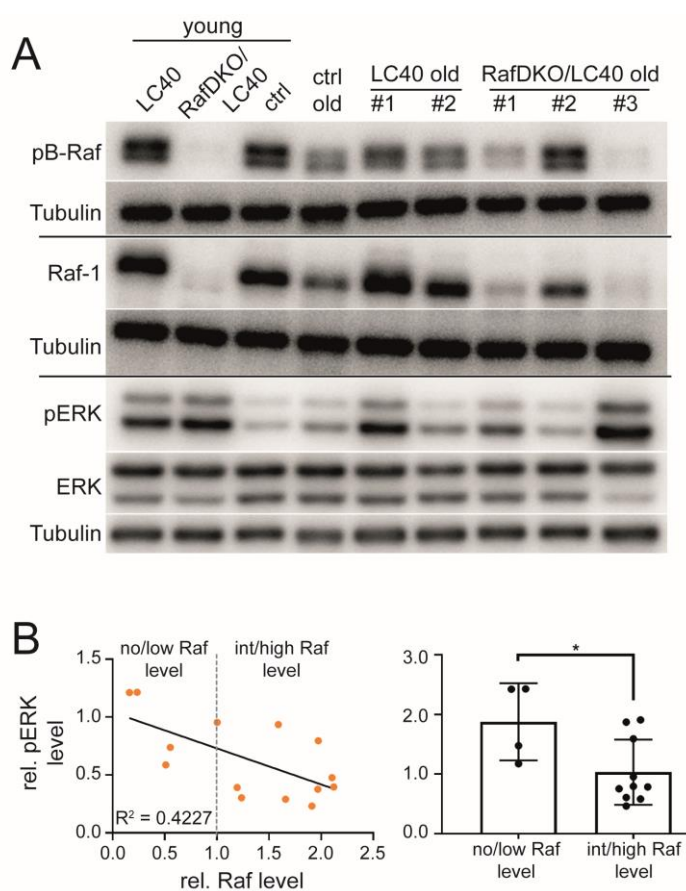 A
young
LC40
RafDKO/
LC40
ctrl
ctrl
old
LC40 old
#1 #2
RafDKO/LC40 old
#1 #2 #3
pB-Raf
Tubulin
Raf-1
Tubulin
pERK
ERK
Tubulin
B
no/low Raf
level
int/high Raf
level
rel. pERK
level
1.5
1.0
0.5
0.0
R² = 0.4227
0.0 0.5 1.0 1.5 2.0 2.5
rel. Raf level
*
3.0
2.0
1.0
0.0
no/low Raf
level
int/high Raf
level